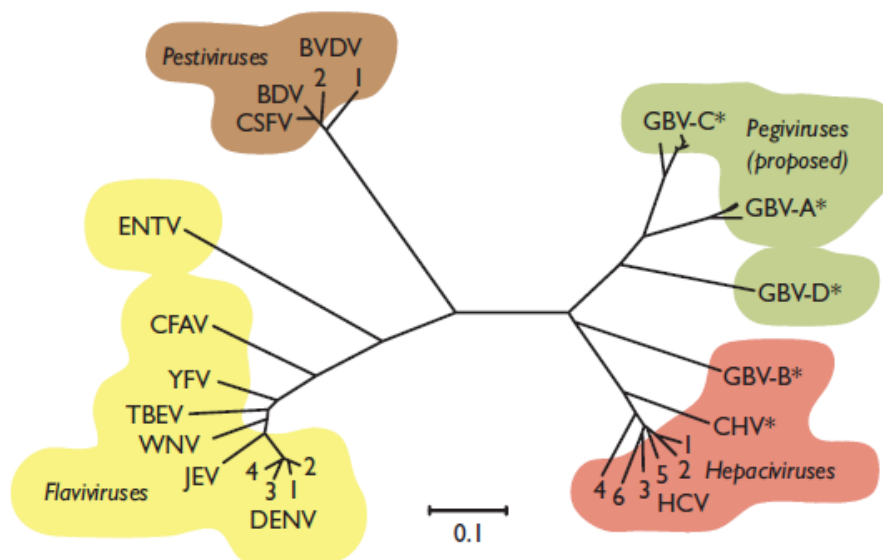 Pestiviruses
BVDV
2 1
BDV
CSFV
ENTV
CFAV
YFV
TBEV
WNV
JEV
4 3 1 2
DENV
Flaviviruses
0.1
GBV-C*
Pegiviruses
(proposed)
GBV-A*
GBV-D*
GBV-B*
CHV*
4 6 3 5 2 1
HCV
Hepaciviruses